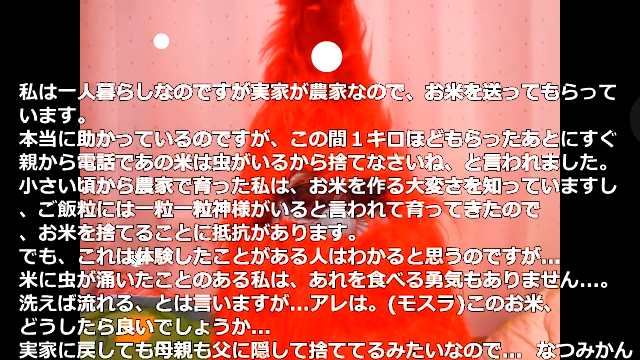 私は一人暮らしなのですが実家が農家なので、お米を送ってもらって
います。
本当に助かっているのですが、この間１キロほどもらったあとにすぐ
親から電話であの米は虫がいるから捨てなさいね、と言われました。
小さい頃から農家で育った私は、お米を作る大変さを知っていますし
、ご飯粒には一粒一粒神様がいると言われて育ってきたので
、お米を捨てることに抵抗があります。
でも、これは体験したことがある人はわかると思うのですが…
米に虫が湧いたことのある私は、あれを食べる勇気もありません…。
洗えば流れる、とは言いますが…アレは。(モスラ)このお米、
どうしたら良いでしょうか…
実家に戻しても母親も父に隠して捨ててるみたいなので… なつみかん